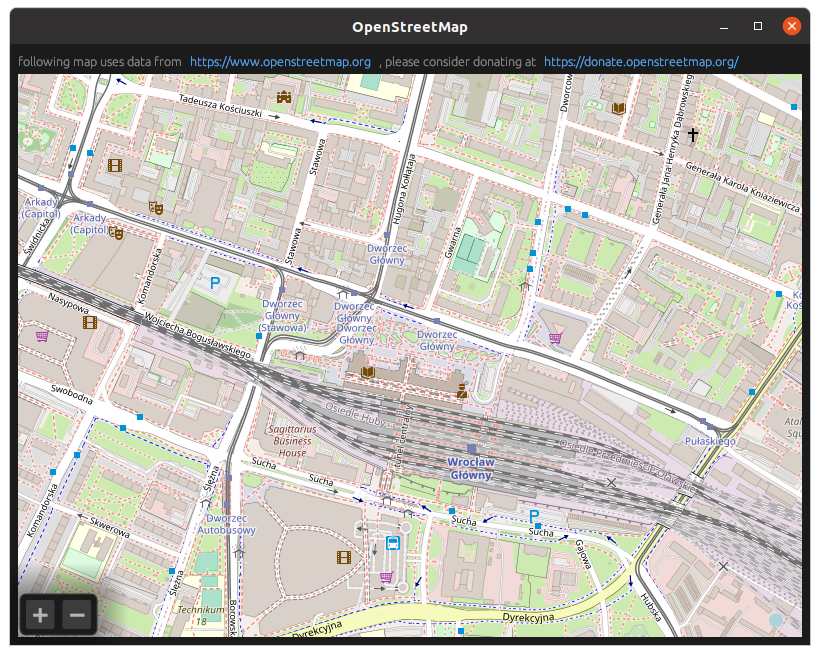 OpenStreetMap
following map uses data from https://www.openstreetmap.org , please consider donating at https://donate.openstreetmap.org/
Tadeusza Kościuszki
Stawowa
Hugona Kołłątaja
Generała Jana Henryka Dąbrowskiego
Generała Karola Kniaziewicza
Arkady
(Capitol)
Arkady
(Capitol)
Świdnicka
Komandorska
Stawowa
Gwarna
Dworzec
Główny
P
Dworzec
Główny
(Stawowa)
Dworzec
Główny
Dworzec
Główny
Dworzec
Główny
Nasypowa
Wojciecha Bogusławskiego
Swobodna
Osiedle Huby
Tunel centralny
Sagittarius
Business
House
Osiedle Przedmieście Oławskie
Pułaskiego
Wrocław
Główny
Sucha
Sucha
Sucha
Sucha
P
Ślężna
Komandorska
Skwerowa
Dworzec
Autobusowy
Gajowa
Hubska
Ślężna
Technikum
18
Borowska
Dyrekcyjna
Dyrekcyjna
+
−